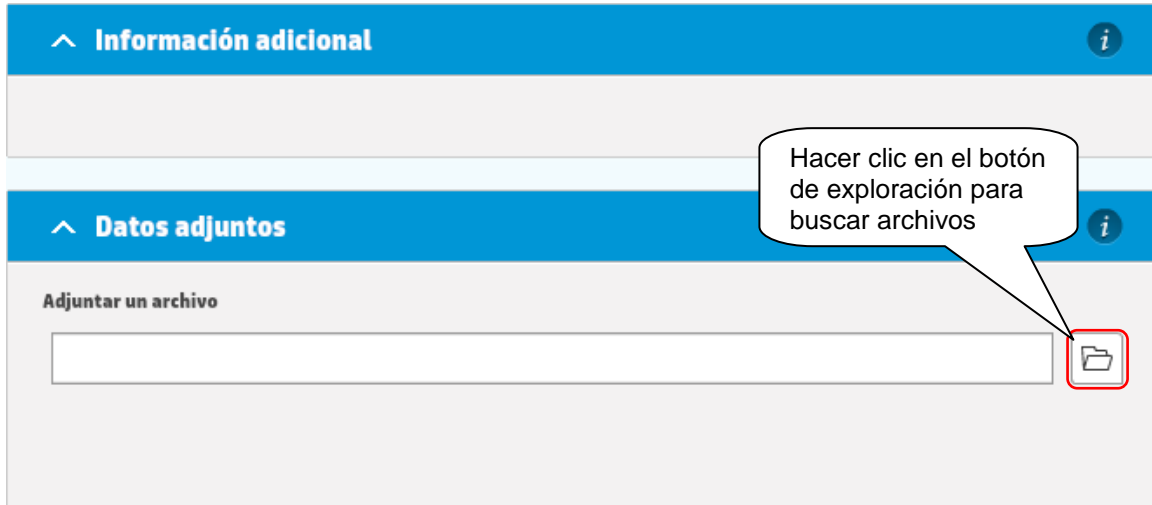 Información adicional
i
Hacer clic en el botón
de exploración para
buscar archivos
Datos adjuntos
i
Adjuntar un archivo